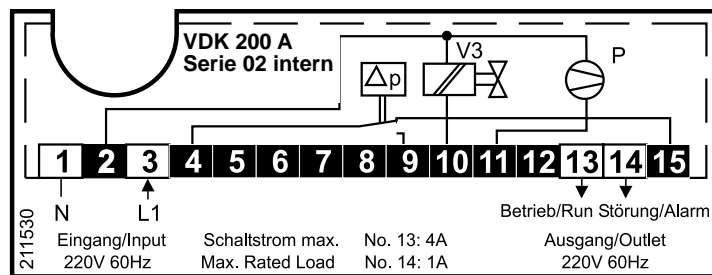 VDK 200 A
Serie 02 intern
V3
P
Δp
1 2 3 4 5 6 7 8 9 10 11 12 13 14 15
N L1 Betrieb/Run Störung/Alarm
Eingang/Input Schaltstrom max. No. 13: 4A Ausgang/Outlet
220V 60Hz Max. Rated Load No. 14: 1A 220V 60Hz
211530